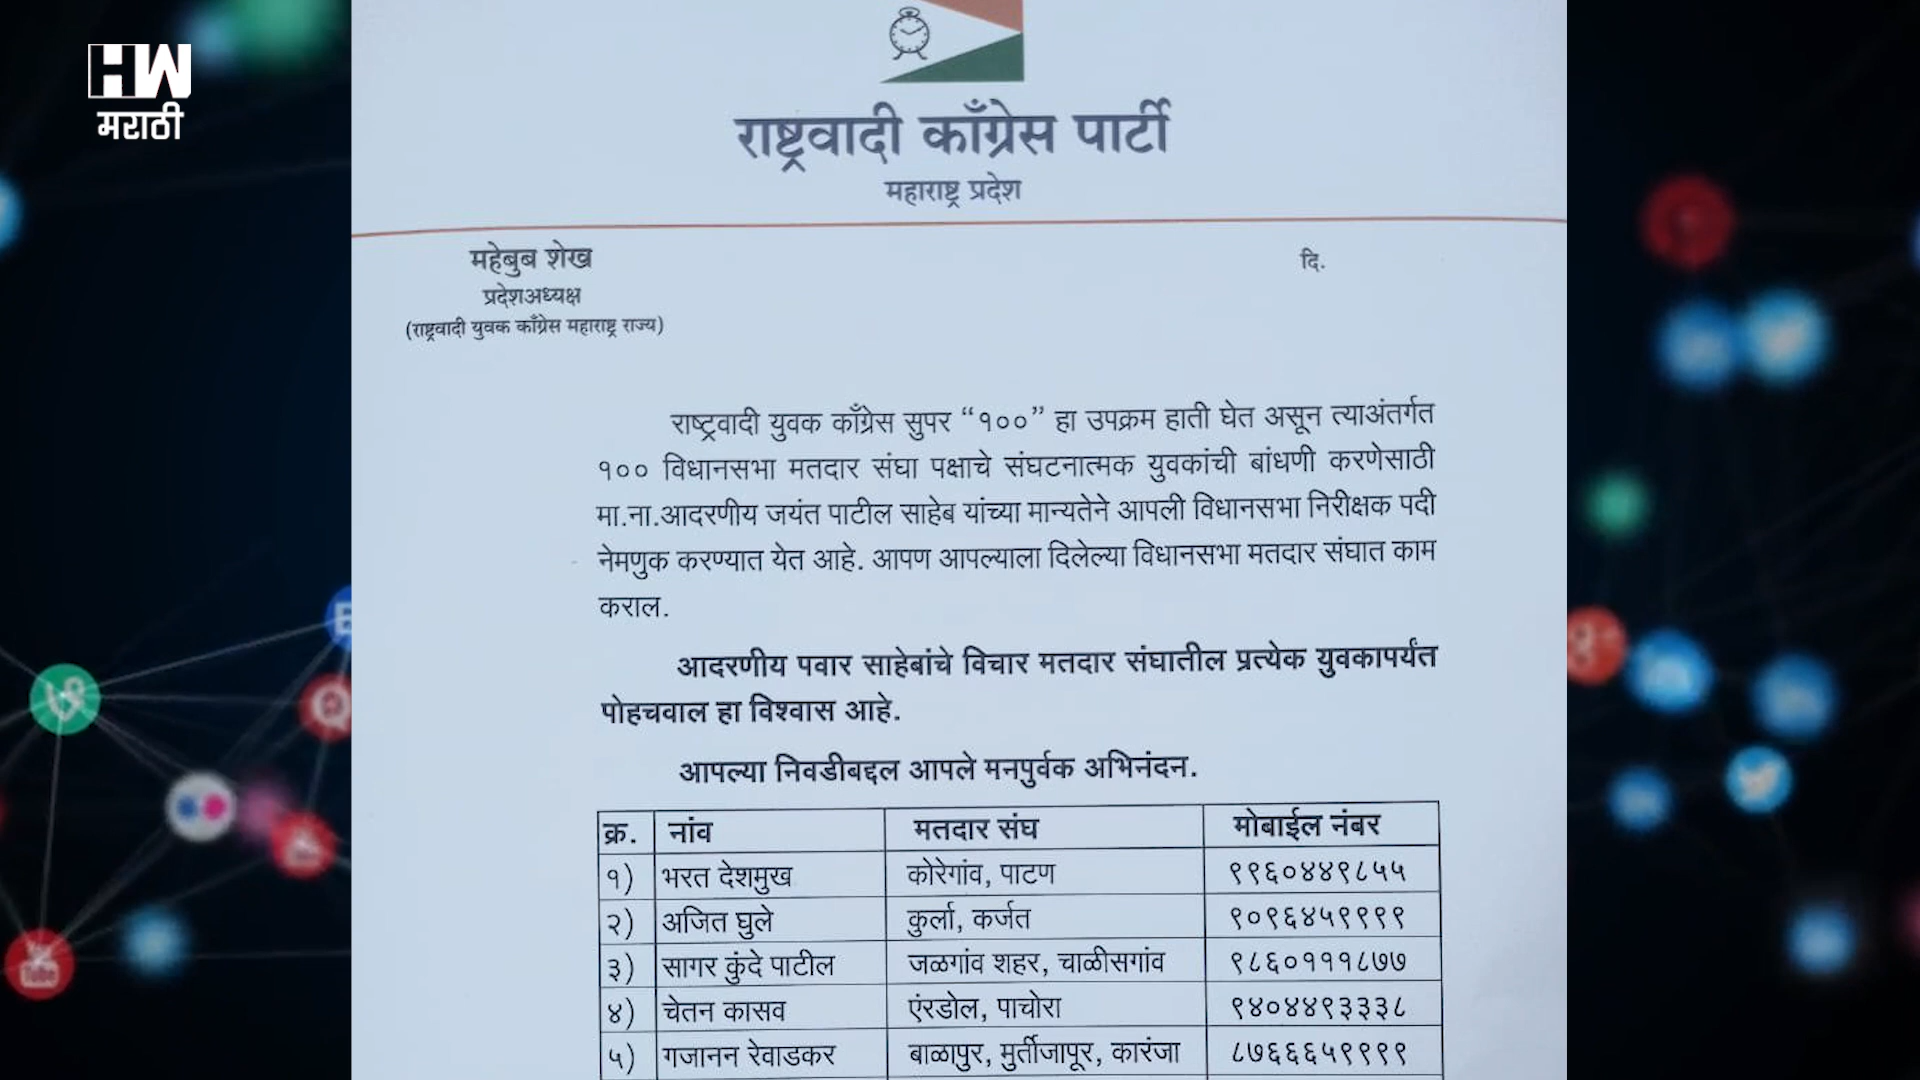 HW
मराठी
राष्ट्रवादी काँग्रेस पार्टी
महाराष्ट्र प्रदेश
महेबुब शेख
दि.
प्रदेशअध्यक्ष
(राष्ट्रवादी युवक काँग्रेस महाराष्ट्र राज्य)
राष्ट्रवादी युवक काँग्रेस सुपर “१००” हा उपक्रम हाती घेत असून त्याअंतर्गत
१०० विधानसभा मतदार संघा पक्षाचे संघटनात्मक युवकांची बांधणी करणेसाठी
मा.ना.आदरणीय जयंत पाटील साहेब यांच्या मान्यतेने आपली विधानसभा निरीक्षक पदी
नेमणुक करण्यात येत आहे. आपण आपल्याला दिलेल्या विधानसभा मतदार संघात काम
कराल.
आदरणीय पवार साहेबांचे विचार मतदार संघातील प्रत्येक युवकापर्यंत
पोहचवाल हा विश्वास आहे.
आपल्या निवडीबद्दल आपले मनपुर्वक अभिनंदन.
क्र. नांव मतदार संघ मोबाईल नंबर
१) भरत देशमुख कोरेगांव, पाटण ९९६०४४९८५५
२) अजित घुले कुर्ला, कर्जत ९०९६४५९९९९
३) सागर कुंदे पाटील जळगांव शहर, चाळीसगांव ९८६०१११८७७
४) चेतन कासव एंरडोल, पाचोरा ९४०४४९३३३८
५) गजानन रेवाडकर बाळापुर, मुर्तीजापूर, कारंजा ८७६६६५९९९९